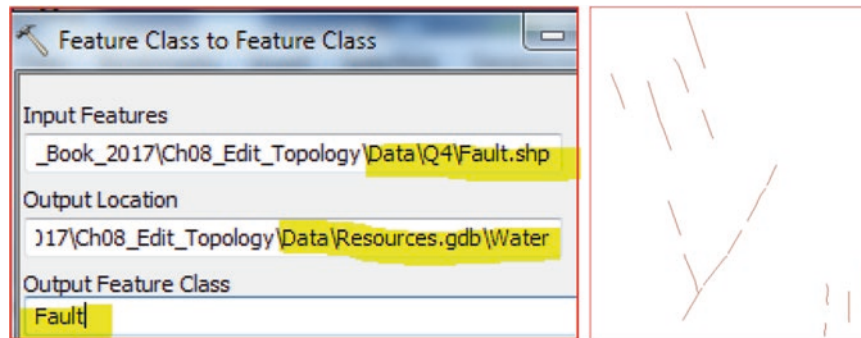 Feature Class to Feature Class
Input Features
_Book_2017\Ch08_Edit_Topology\Data\Q4\Fault.shp
Output Location
)17\Ch08_Edit_Topology\Data\Resources.gdb\Water
Output Feature Class
Fault